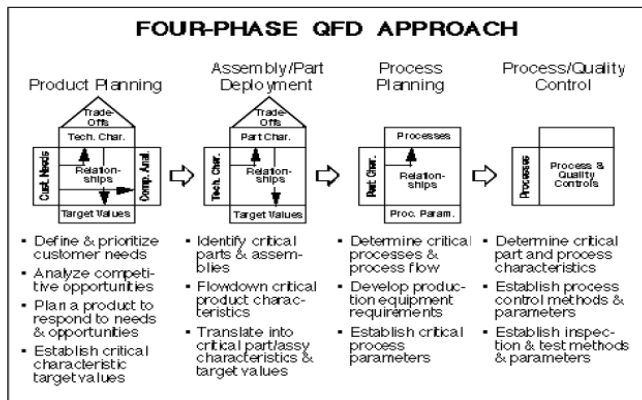 FOUR-PHASE QFD APPROACH
Product Planning
Trade-
Offs
Tech. Char.
Cust. Needs
Relation-
ships
Comp. Anal.
Target Values
▪ Define & prioritize
customer needs
▪ Analyze competi-
tive opportunities
▪ Plan a product to
respond to needs
& opportunities
▪ Establish critical
characteristic
target values
Assembly/Part
Deployment
Trade-
Offs
Part Char.
Tech. Char.
Relation-
ships
Target Values
▪ Identify critical
parts & assem-
blies
▪ Flowdown critical
product charac-
teristics
▪ Translate into
critical part/assy
characteristics &
target values
Process
Planning
Processes
Part Char.
Relation-
ships
Proc. Param.
▪ Determine critical
processes &
process flow
▪ Develop produc-
tion equipment
requirements
▪ Establish critical
process
parameters
Process/Quality
Control
Processes
Process &
Quality
Controls
▪ Determine critical
part and process
characteristics
▪ Establish process
control methods &
parameters
▪ Establish inspec-
tion & test methods
& parameters